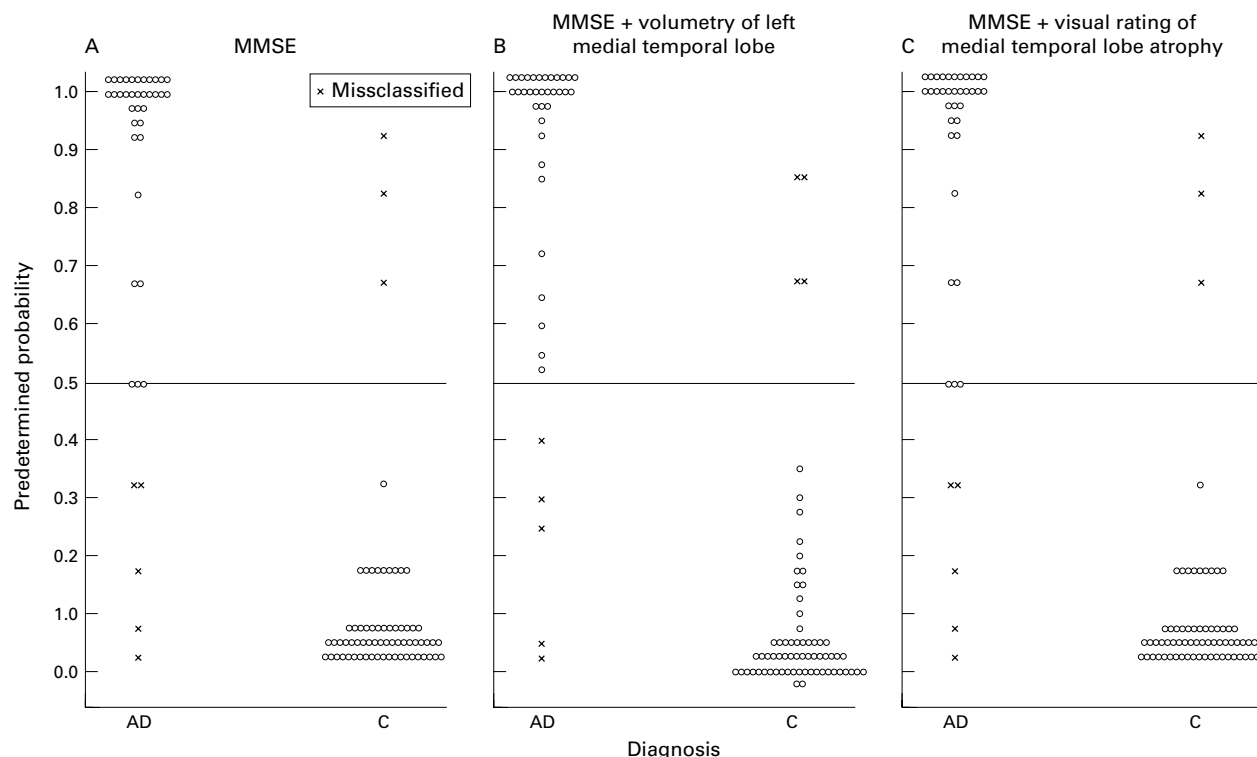 A
MMSE
B
MMSE + volumetry of left
medial temporal lobe
C
MMSE + visual rating of
medial temporal lobe atrophy
× Missclassified
Predetermined probability
1.0
0.9
0.8
0.7
0.6
0.5
0.4
0.3
0.2
1.0
0.0
AD
C
AD
C
AD
C
Diagnosis